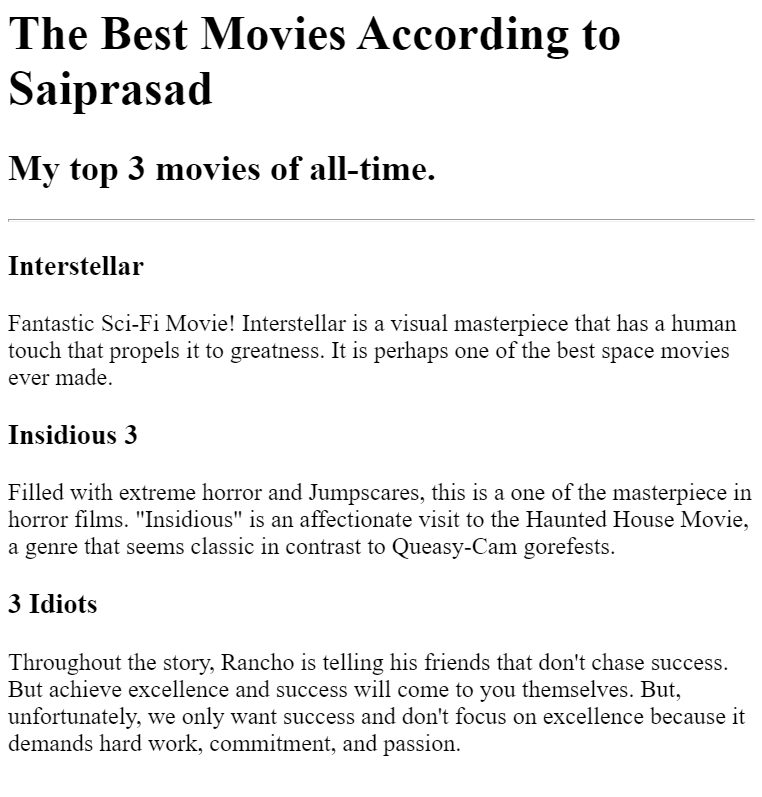 The Best Movies According to
Saiprasad
My top 3 movies of all-time.
Interstellar
Fantastic Sci-Fi Movie! Interstellar is a visual masterpiece that has a human
touch that propels it to greatness. It is perhaps one of the best space movies
ever made.
Insidious 3
Filled with extreme horror and Jumpscares, this is a one of the masterpiece in
horror films. "Insidious" is an affectionate visit to the Haunted House Movie,
a genre that seems classic in contrast to Queasy-Cam gorefests.
3 Idiots
Throughout the story, Rancho is telling his friends that don't chase success.
But achieve excellence and success will come to you themselves. But,
unfortunately, we only want success and don't focus on excellence because it
demands hard work, commitment, and passion.